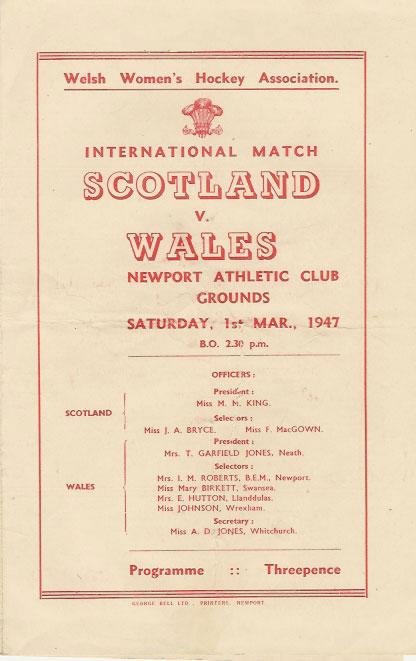 Welsh Women's Hockey Association.
INTERNATIONAL MATCH
SCOTLAND
V.
WALES
NEWPORT ATHLETIC CLUB
GROUNDS
SATURDAY, 1st MAR., 1947
B.O. 2.30 p.m.
OFFICERS :
SCOTLAND
President :
Miss M. M. KING.
Selectors :
Miss J. A. BRYCE. Miss F. MacGOWN.
WALES
President :
Mrs. T. GARFIELD JONES, Neath.
Selectors :
Mrs. I. M. ROBERTS, B.E.M., Newport.
Miss Mary BIRKETT, Swansea.
Mrs. E. HUTTON, Llanddulas.
Miss JOHNSON, Wrexham.
Secretary :
Miss A. D. JONES, Whitchurch.
Programme :: Threepence
GEORGE BELL LTD., PRINTERS, NEWPORT